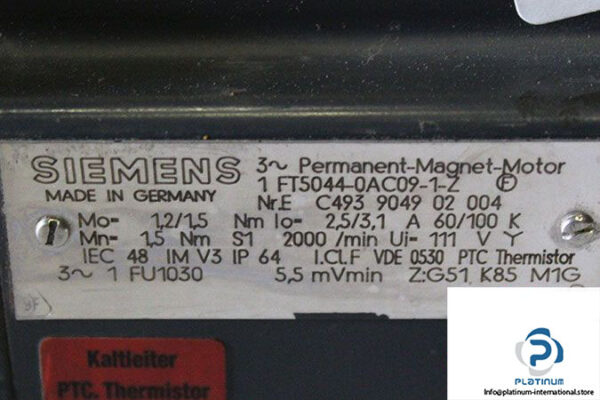 SIEMENS 3~ Permanent-Magnet-Motor
MADE IN GERMANY 1 FT5044-0AC09-1-Z F
Nr.E C493 9049 02 004
Mo= 1,2/1,5 Nm Io= 2,5/3,1 A 60/100 K
Mn= 1,5 Nm S1 2000 /min Ui= 111 V Y
IEC 48 IM V3 IP 64 I.Cl.F VDE 0530 PTC Thermistor
3~ 1 FU1030 5,5 mVmin Z:G51 K85 M1G
Kaltleiter
PTC. Thermistor
PLATINUM
info@platinum-international.store